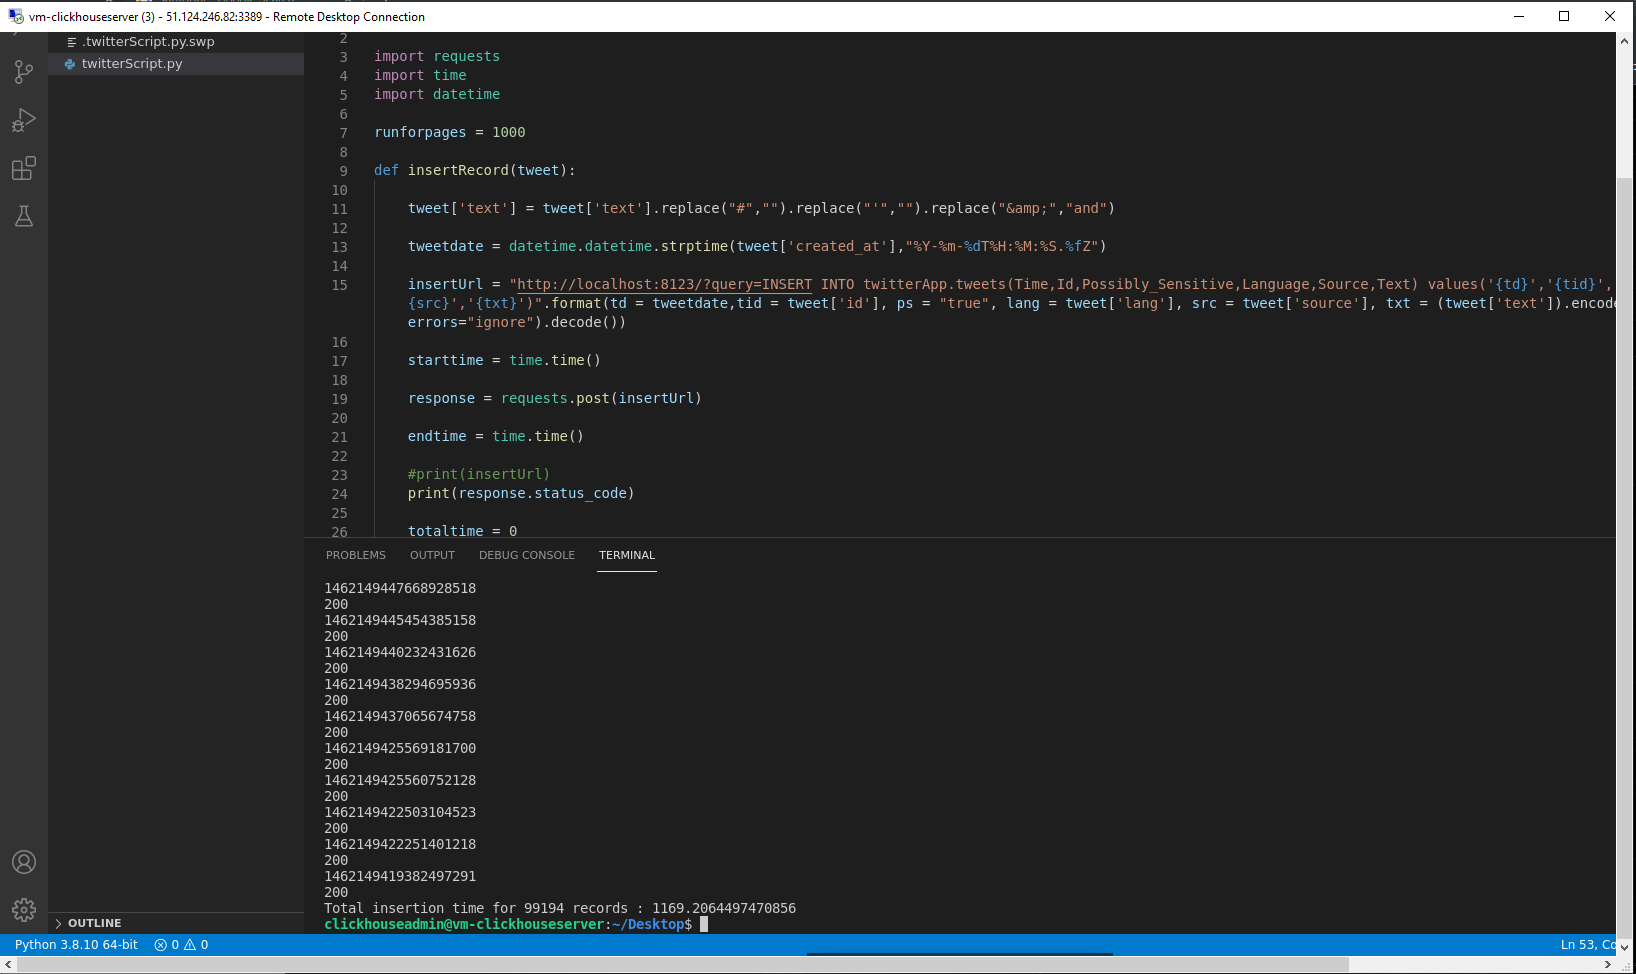 vm-clickhouseserver (3) - 51.124.246.82:3389 - Remote Desktop Connection
.twitterScript.py.swp
twitterScript.py
2
3 import requests
4 import time
5 import datetime
6
7 runforpages = 1000
8
9 def insertRecord(tweet):
10
11 tweet['text'] = tweet['text'].replace("#","").replace("'","").replace("&amp;","and")
12
13 tweetdate = datetime.datetime.strptime(tweet['created_at'],"%Y-%m-%dT%H:%M:%S.%fZ")
14
15 insertUrl = "http://localhost:8123/?query=INSERT INTO twitterApp.tweets(Time,Id,Possibly_Sensitive,Language,Source,Text) values('{td}','{tid}',
{src}','{txt}')".format(td = tweetdate,tid = tweet['id'], ps = "true", lang = tweet['lang'], src = tweet['source'], txt = (tweet['text']).encode
errors="ignore").decode())
16
17 starttime = time.time()
18
19 response = requests.post(insertUrl)
20
21 endtime = time.time()
22
23 #print(insertUrl)
24 print(response.status_code)
25
26 totaltime = 0
PROBLEMS OUTPUT DEBUG CONSOLE TERMINAL
1462149447668928518
200
1462149445454385158
200
1462149440232431626
200
1462149438294695936
200
1462149437065674758
200
1462149425569181700
200
1462149425560752128
200
1462149422503104523
200
1462149422251401218
200
1462149419382497291
200
Total insertion time for 99194 records : 1169.2064497470856
clickhouseadmin@vm-clickhouseserver:~/Desktop$
OUTLINE
Python 3.8.10 64-bit 0 0 Ln 53, Co